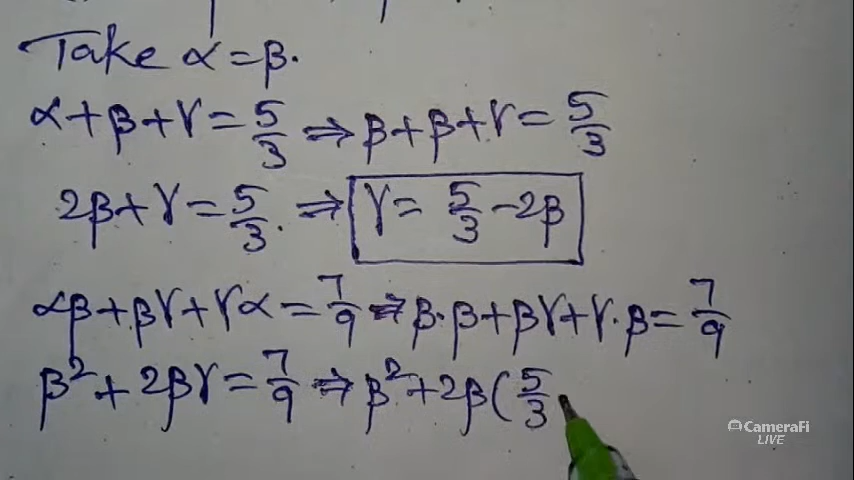 Take α = β.
α + β + γ = 5/3 ⇒ β + β + γ = 5/3
2β + γ = 5/3. ⇒ γ = 5/3 - 2β
αβ + βγ + γα = 7/9 ⇒ β·β + βγ + γ·β = 7/9
β² + 2βγ = 7/9 ⇒ β² + 2β(5/3
CameraFi
LIVE